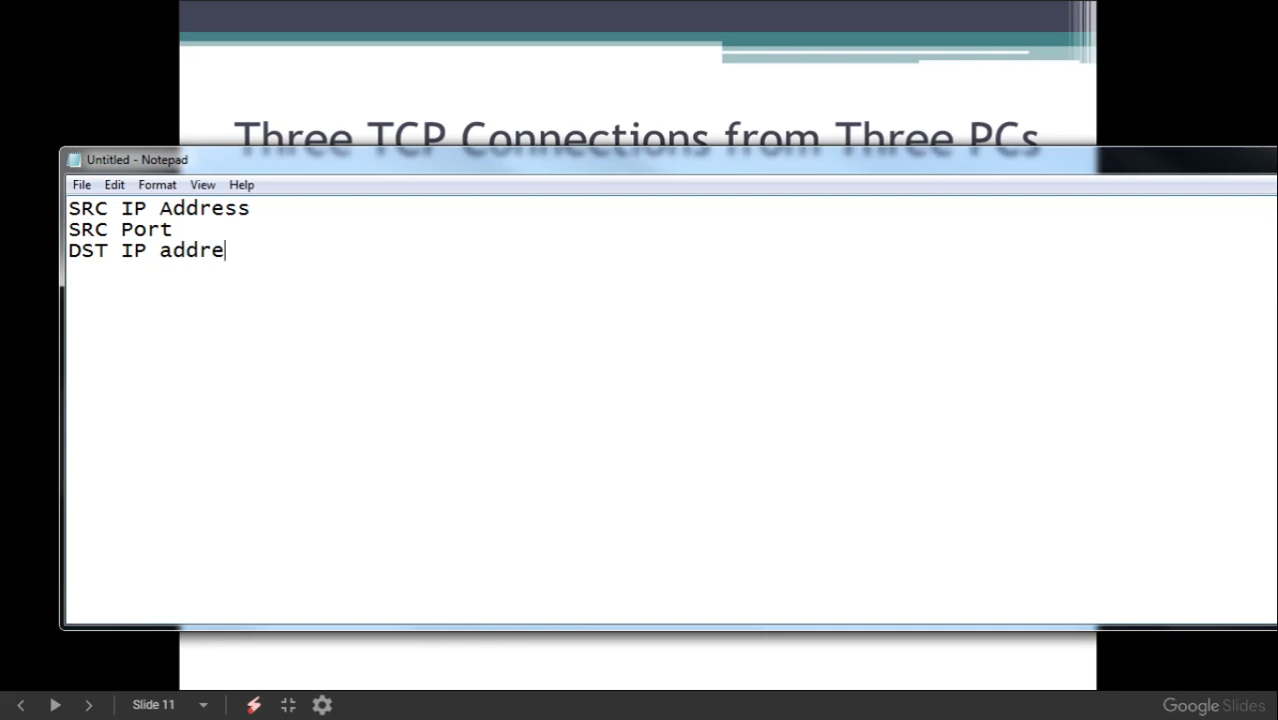 Three TCP Connections from Three PCs
Untitled - Notepad
File Edit Format View Help
SRC IP Address
SRC Port
DST IP addre
Slide 11
Google Slides